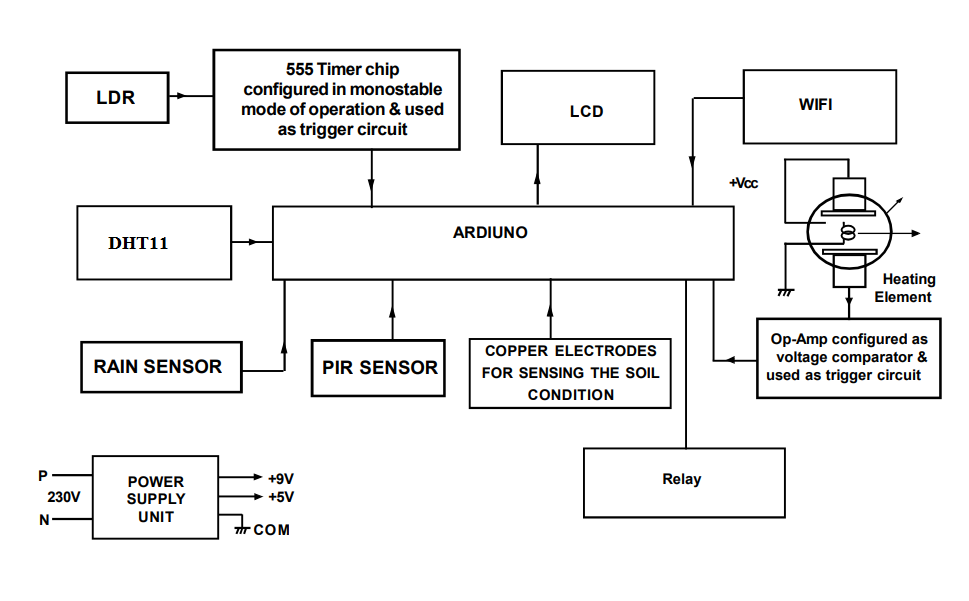 555 Timer chip
configured in monostable
mode of operation & used
as trigger circuit
LDR
LCD
WIFI
+Vcc
DHT11
ARDIUNO
Heating
Element
RAIN SENSOR
PIR SENSOR
COPPER ELECTRODES
FOR SENSING THE SOIL
CONDITION
Op-Amp configured as
voltage comparator &
used as trigger circuit
P
230V
N
POWER
SUPPLY
UNIT
+9V
+5V
COM
Relay